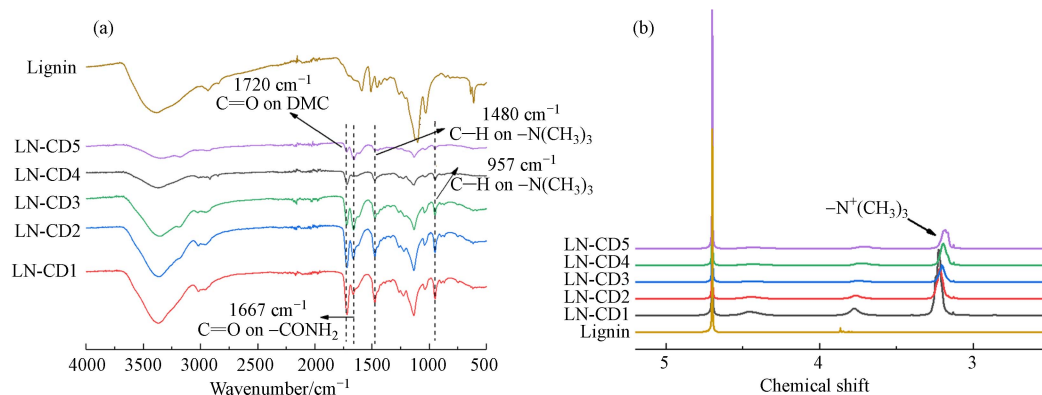 (a)
Lignin
1720 cm⁻¹
C=O on DMC
1480 cm⁻¹
C−H on −N(CH₃)₃
LN-CD5
957 cm⁻¹
C−H on −N(CH₃)₃
LN-CD4
LN-CD3
LN-CD2
LN-CD1
1667 cm⁻¹
C=O on −CONH₂
4000 3500 3000 2500 2000 1500 1000 500
Wavenumber/cm⁻¹
(b)
−N⁺(CH₃)₃
LN-CD5
LN-CD4
LN-CD3
LN-CD2
LN-CD1
Lignin
5 4 3
Chemical shift